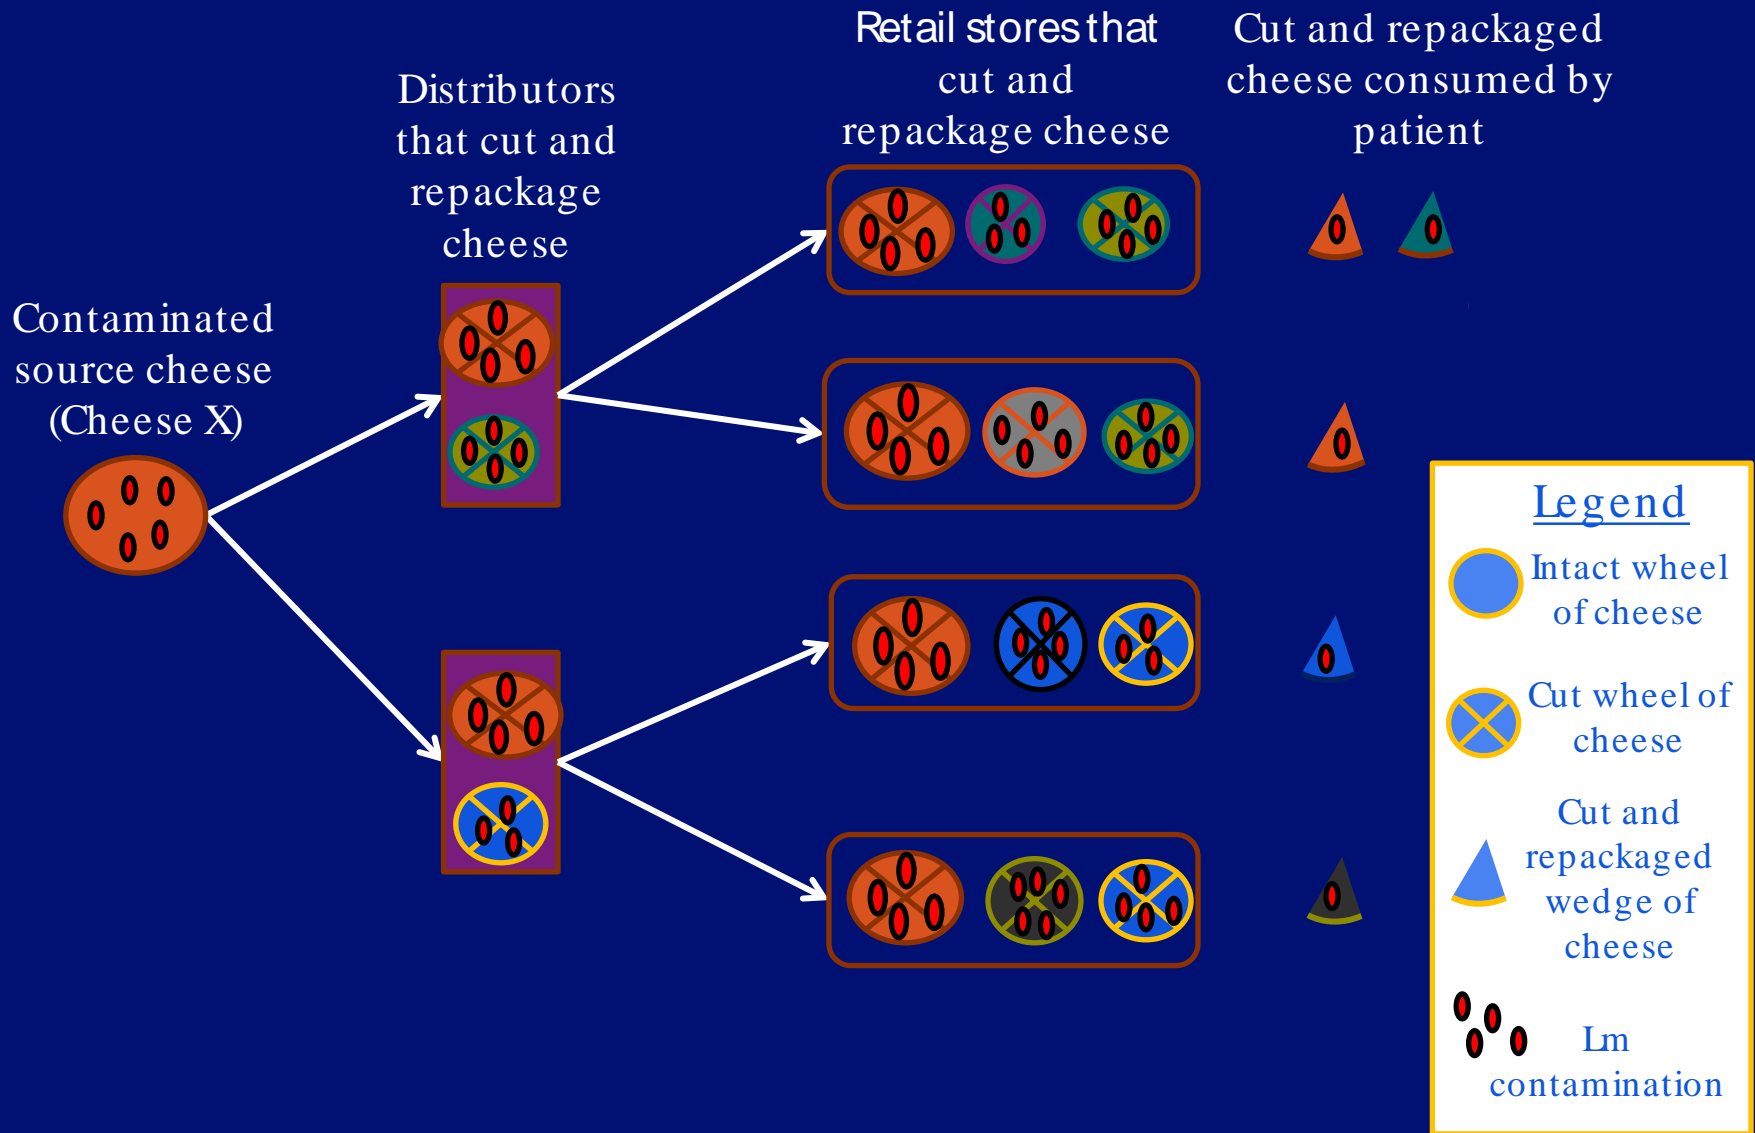 Retail stores that
cut and
repackage cheese
Cut and repackaged
cheese consumed by
patient
Distributors
that cut and
repackage
cheese
Contaminated
source cheese
(Cheese X)
Legend
Intact wheel
of cheese
Cut wheel of
cheese
Cut and
repackaged
wedge of
cheese
Lm
contamination